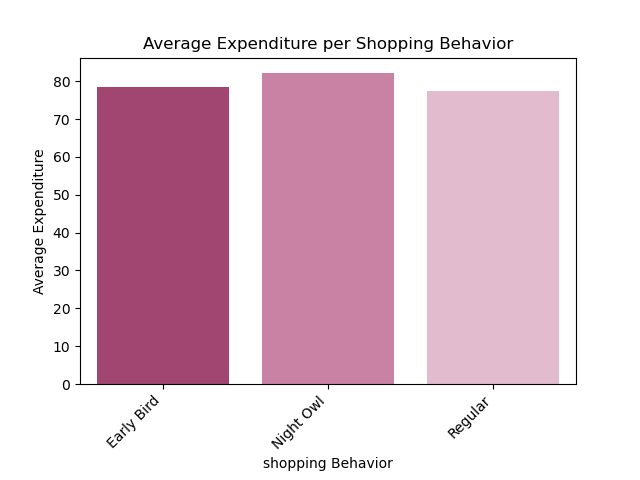 Average Expenditure per Shopping Behavior
Average Expenditure
80
70
60
50
40
30
20
10
0
Early Bird
Night Owl
Regular
shopping Behavior